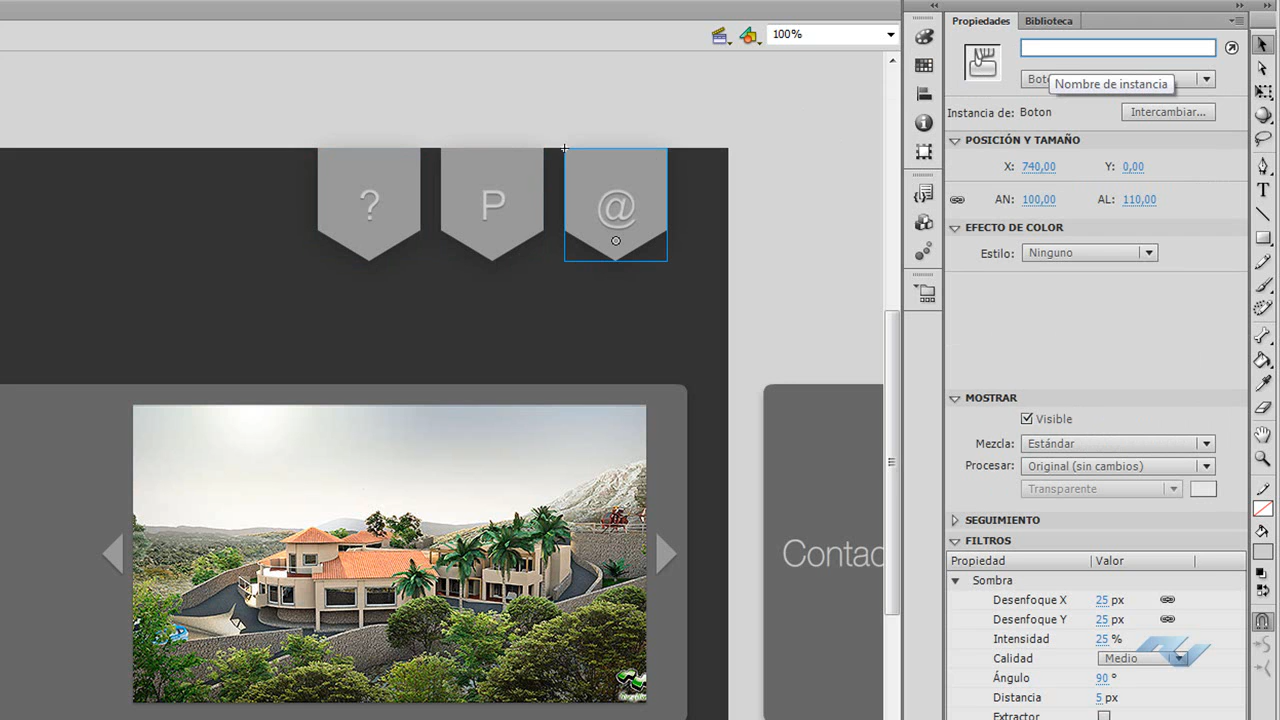 100%
Propiedades
Biblioteca
Bot
Nombre de instancia
Instancia de: Boton
Intercambiar...
POSICIÓN Y TAMAÑO
X: 740,00 Y: 0,00
AN: 100,00 AL: 110,00
EFECTO DE COLOR
Estilo: Ninguno
? P @
MOSTRAR
Visible
Mezcla: Estándar
Procesar: Original (sin cambios)
Transparente
SEGUIMIENTO
FILTROS
Propiedad Valor
Sombra
Desenfoque X 25 px
Desenfoque Y 25 px
Intensidad 25 %
Calidad Medio
Ángulo 90 °
Distancia 5 px
Extractor
Contac
T